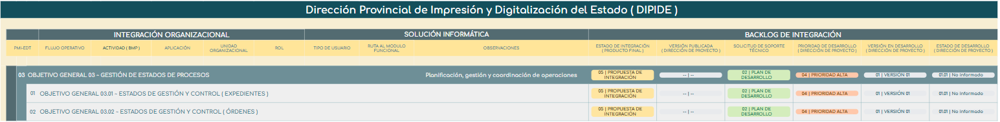 Dirección Provincial de Impresión y Digitalización del Estado ( DIPIDE )
INTEGRACIÓN ORGANIZACIONAL SOLUCIÓN INFORMÁTICA BACKLOG DE INTEGRACIÓN
PMI-EDT FLUJO OPERATIVO ACTIVIDAD ( BMP ) APLICACIÓN UNIDAD ORGANIZACIONAL ROL TIPO DE USUARIO RUTA AL MODULO FUNCIONAL OBSERVACIONES ESTADO DE INTEGRACIÓN ( PRODUCTO FINAL ) VERSIÓN PUBLICADA ( DIRECCIÓN DE PROYECTO ) SOLICITUD DE SOPORTE TÉCNICO PRIORIDAD DE DESARROLLO ( DIRECCIÓN DE PROYECTO ) VERSIÓN EN DESARROLLO ( DIRECCIÓN DE PROYECTO ) ESTADO DE DESARROLLO ( DIRECCIÓN DE PROYECTO )
03 OBJETIVO GENERAL 03 - GESTIÓN DE ESTADOS DE PROCESOS Planificación, gestión y coordinación de operaciones 05 | PROPUESTA DE INTEGRACIÓN -- | -- 02 | PLAN DE DESARROLLO 04 | PRIORIDAD ALTA 01 | VERSIÓN 01 01.01 | No informado
01 OBJETIVO GENERAL 03.01 - ESTADOS DE GESTIÓN Y CONTROL ( EXPEDIENTES ) 05 | PROPUESTA DE INTEGRACIÓN -- | -- 02 | PLAN DE DESARROLLO 04 | PRIORIDAD ALTA 01 | VERSIÓN 01 01.01 | No informado
02 OBJETIVO GENERAL 03.02 - ESTADOS DE GESTIÓN Y CONTROL ( ÓRDENES ) 05 | PROPUESTA DE INTEGRACIÓN -- | -- 02 | PLAN DE DESARROLLO 04 | PRIORIDAD ALTA 01 | VERSIÓN 01 01.01 | No informado